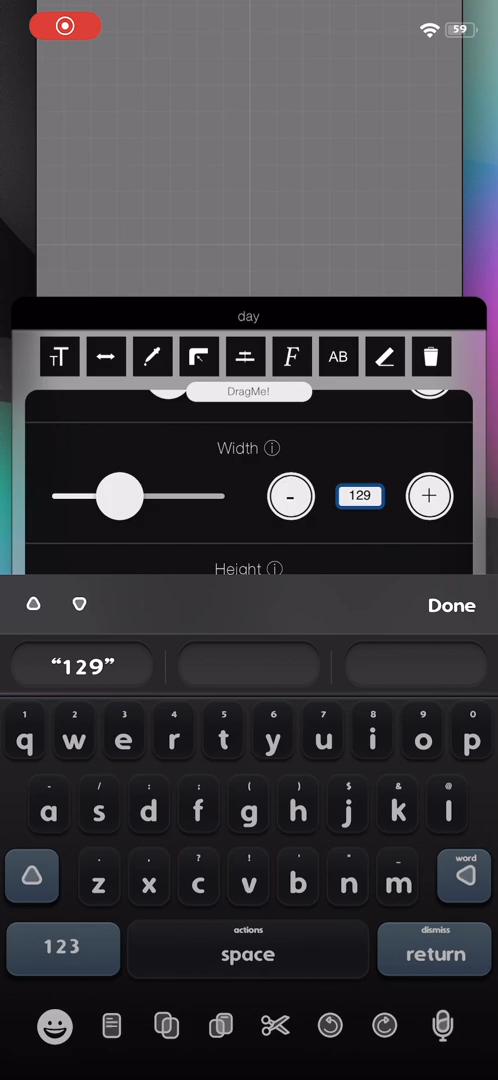 59
day
TT F AB
DragMe!
Width ⓘ
- 129 +
Height ⓘ
Done
“129”
1 2 3 4 5 6 7 8 9 0
q w e r t y u i o p
- / : ; ( ) $ & @
a s d f g h j k l
. , ? ! ' " _ word
z x c v b n m
actions dismiss
123 space return